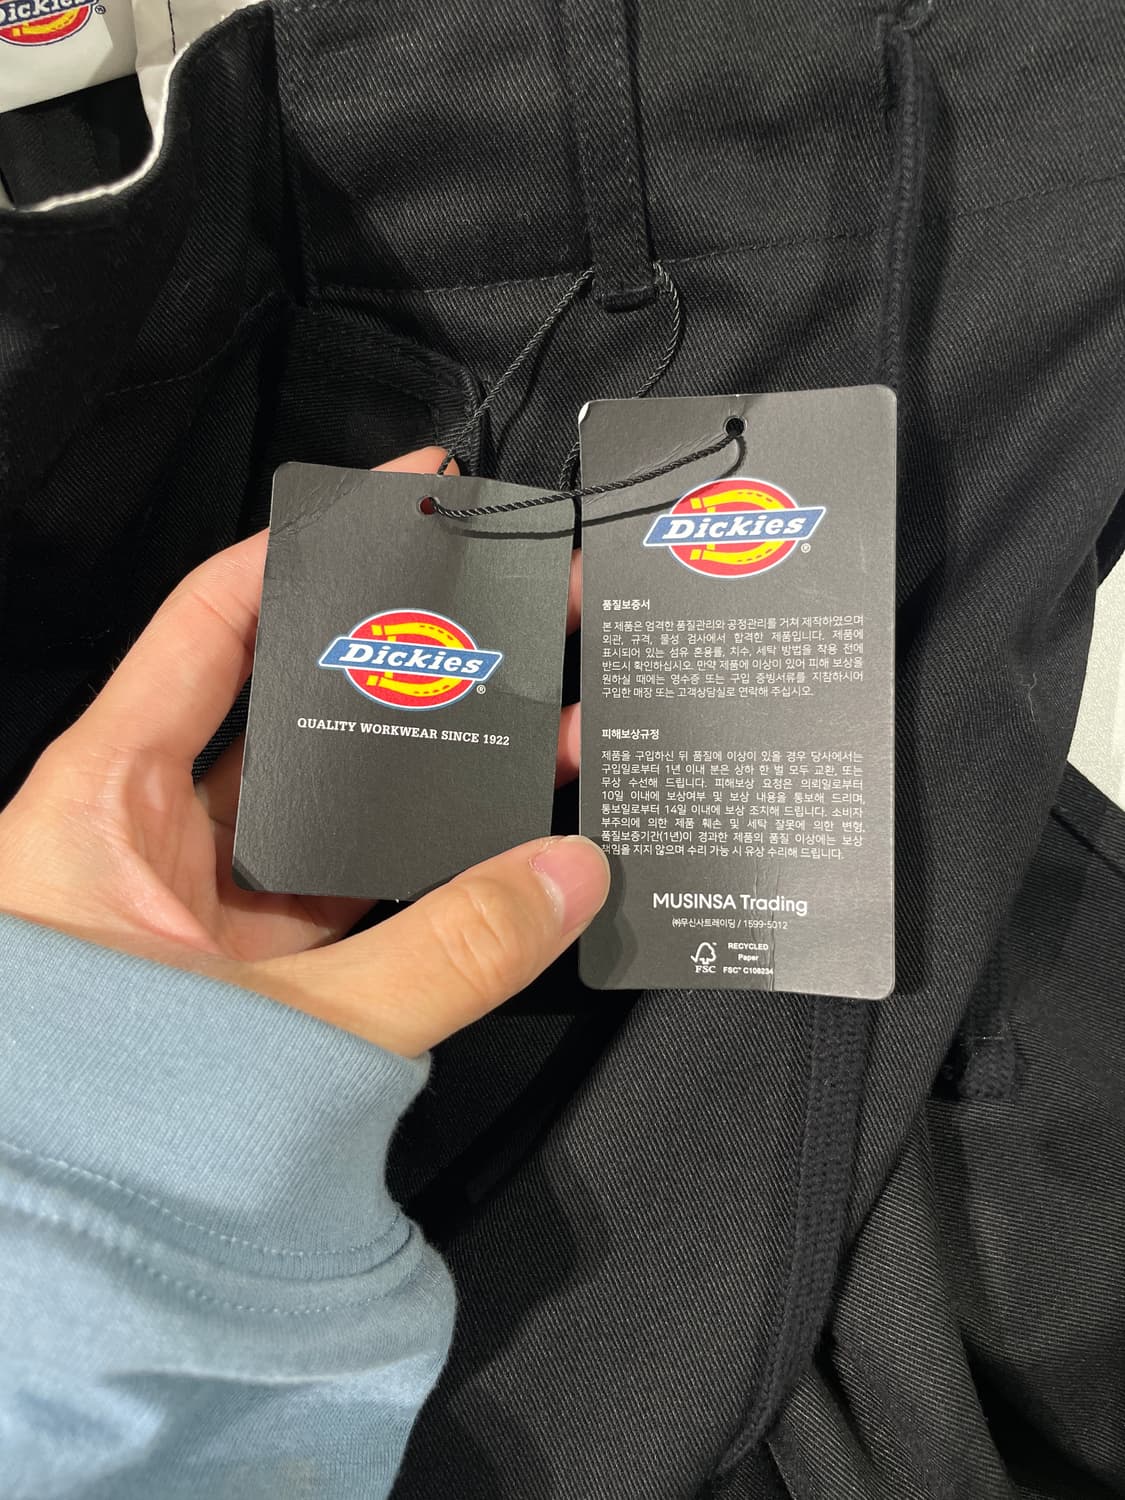 Dickies®
Dickies®
QUALITY WORKWEAR SINCE 1922
Dickies®
품질보증서
본 제품은 엄격한 품질관리와 공정관리를 거쳐 제작하였으며
외관, 규격, 물성 검사에서 합격한 제품입니다. 제품에
표시되어 있는 섬유 혼용률, 치수, 세탁 방법을 착용 전에
반드시 확인하십시오. 만약 제품에 이상이 있어 피해 보상을
원하실 때에는 영수증 또는 구입 증빙서류를 지참하시어
구입한 매장 또는 고객상담실로 연락해 주십시오.
피해보상규정
제품을 구입하신 뒤 품질에 이상이 있을 경우 당사에서는
구입일로부터 1년 이내 분은 상하 한 벌 모두 교환, 또는
무상 수선해 드립니다. 피해보상 요청은 의뢰일로부터
10일 이내에 보상여부 및 보상 내용을 통보해 드리며,
통보일로부터 14일 이내에 보상 조치해 드립니다. 소비자
부주의에 의한 제품 훼손 및 세탁 잘못에 의한 변형,
품질보증기간(1년)이 경과한 제품의 품질 이상에는 보상
책임을 지지 않으며 수리 가능 시 유상 수리해 드립니다.
MUSINSA Trading
㈜무신사트레이딩 / 1599-5012
RECYCLED
Paper
FSC FSC™ C106234